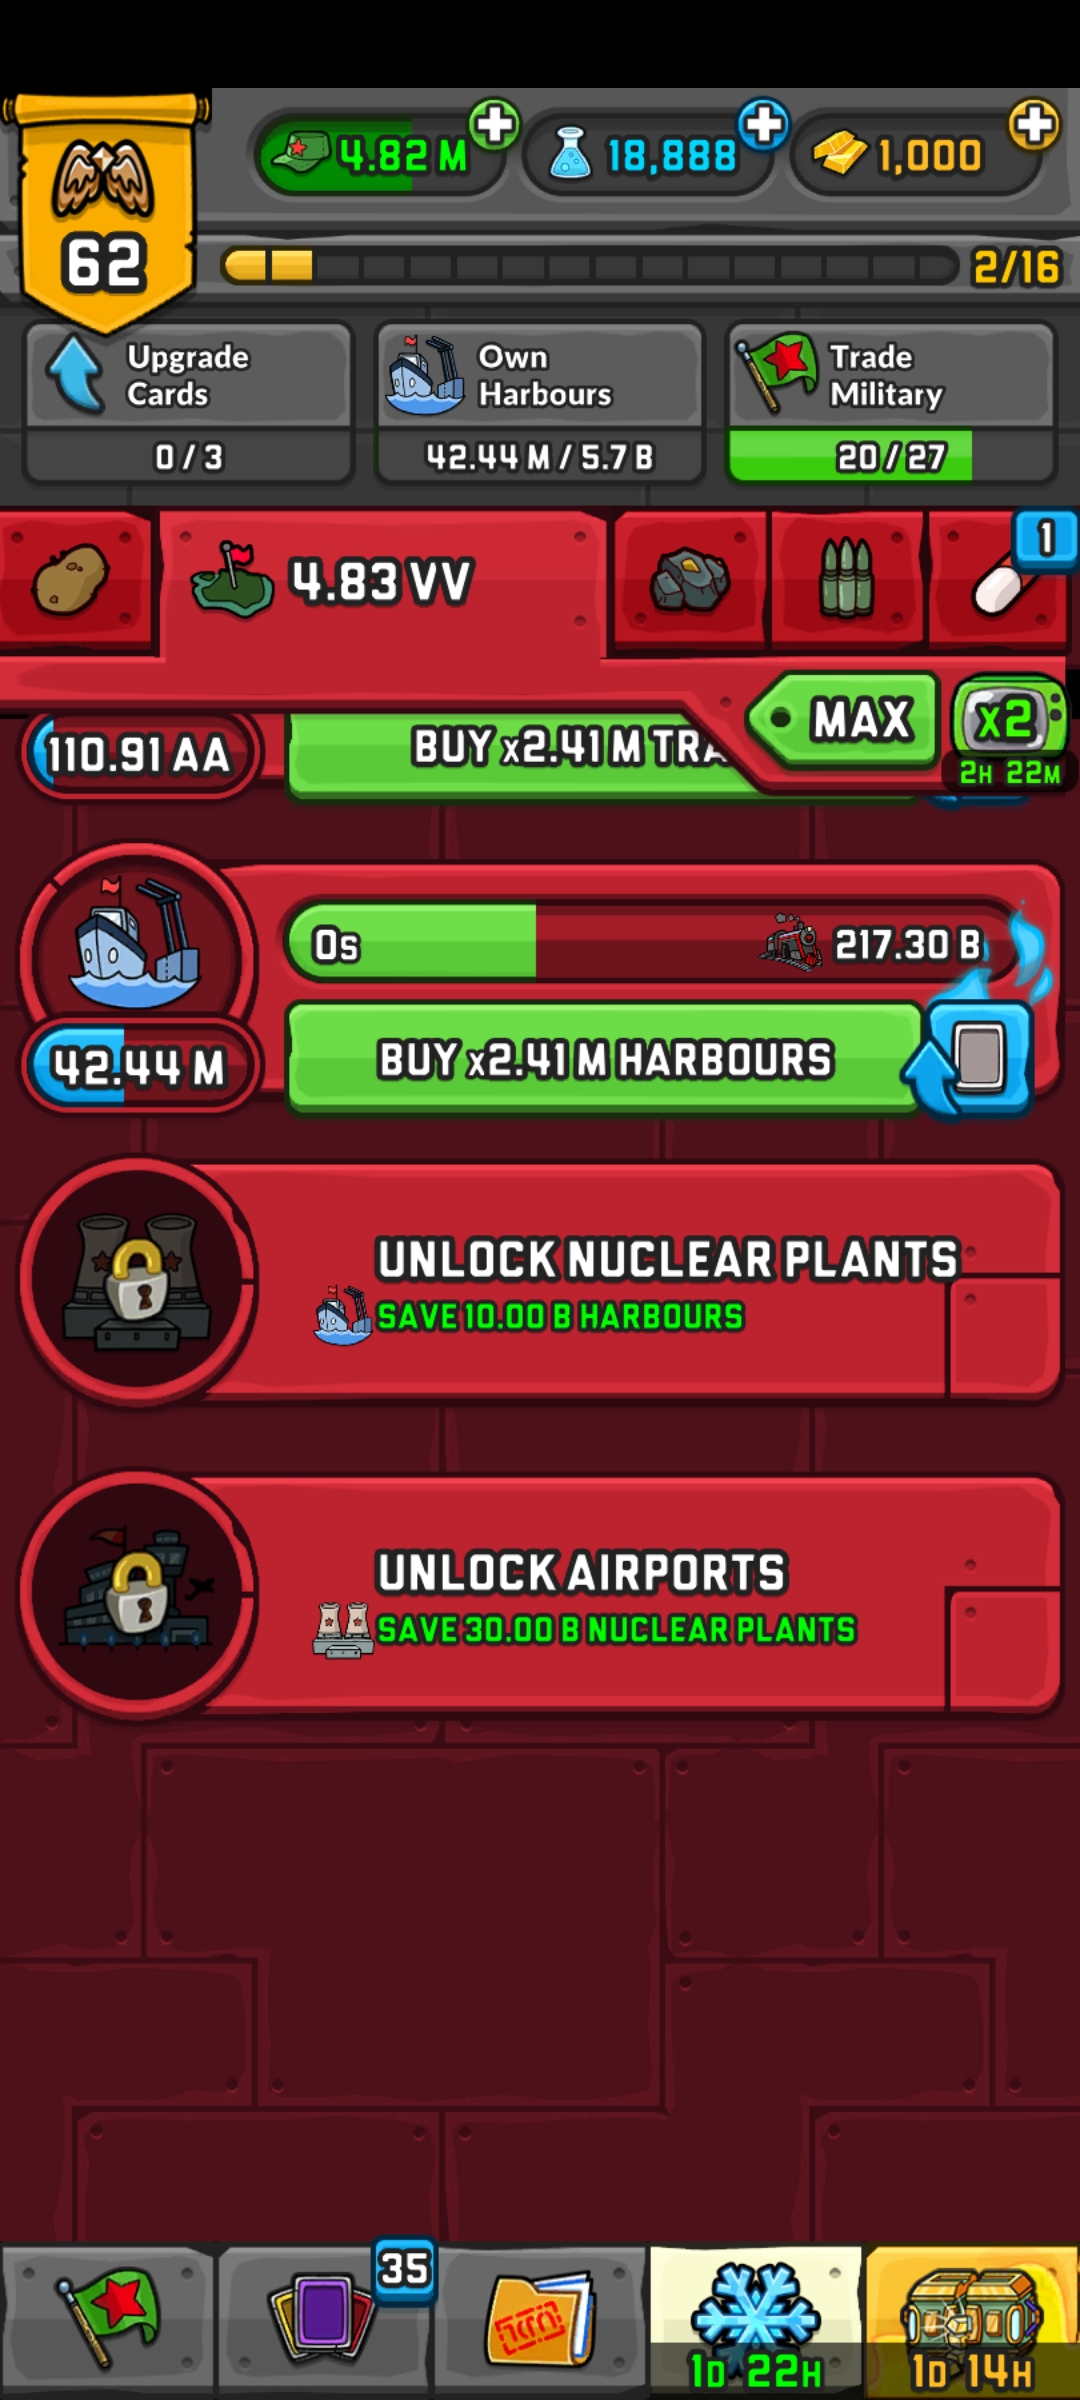 62
4.82 M
18,888
1,000
2/16
Upgrade
Cards
0 / 3
Own
Harbours
42.44 M / 5.7 B
Trade
Military
20 / 27
4.83 VV
1
MAX
x2
2H 22M
110.91 AA
BUY x2.41 M TRA
0s
217.30 B
42.44 M
BUY x2.41 M HARBOURS
UNLOCK NUCLEAR PLANTS
SAVE 10.00 B HARBOURS
UNLOCK AIRPORTS
SAVE 30.00 B NUCLEAR PLANTS
35
1D 22H
1D 14H